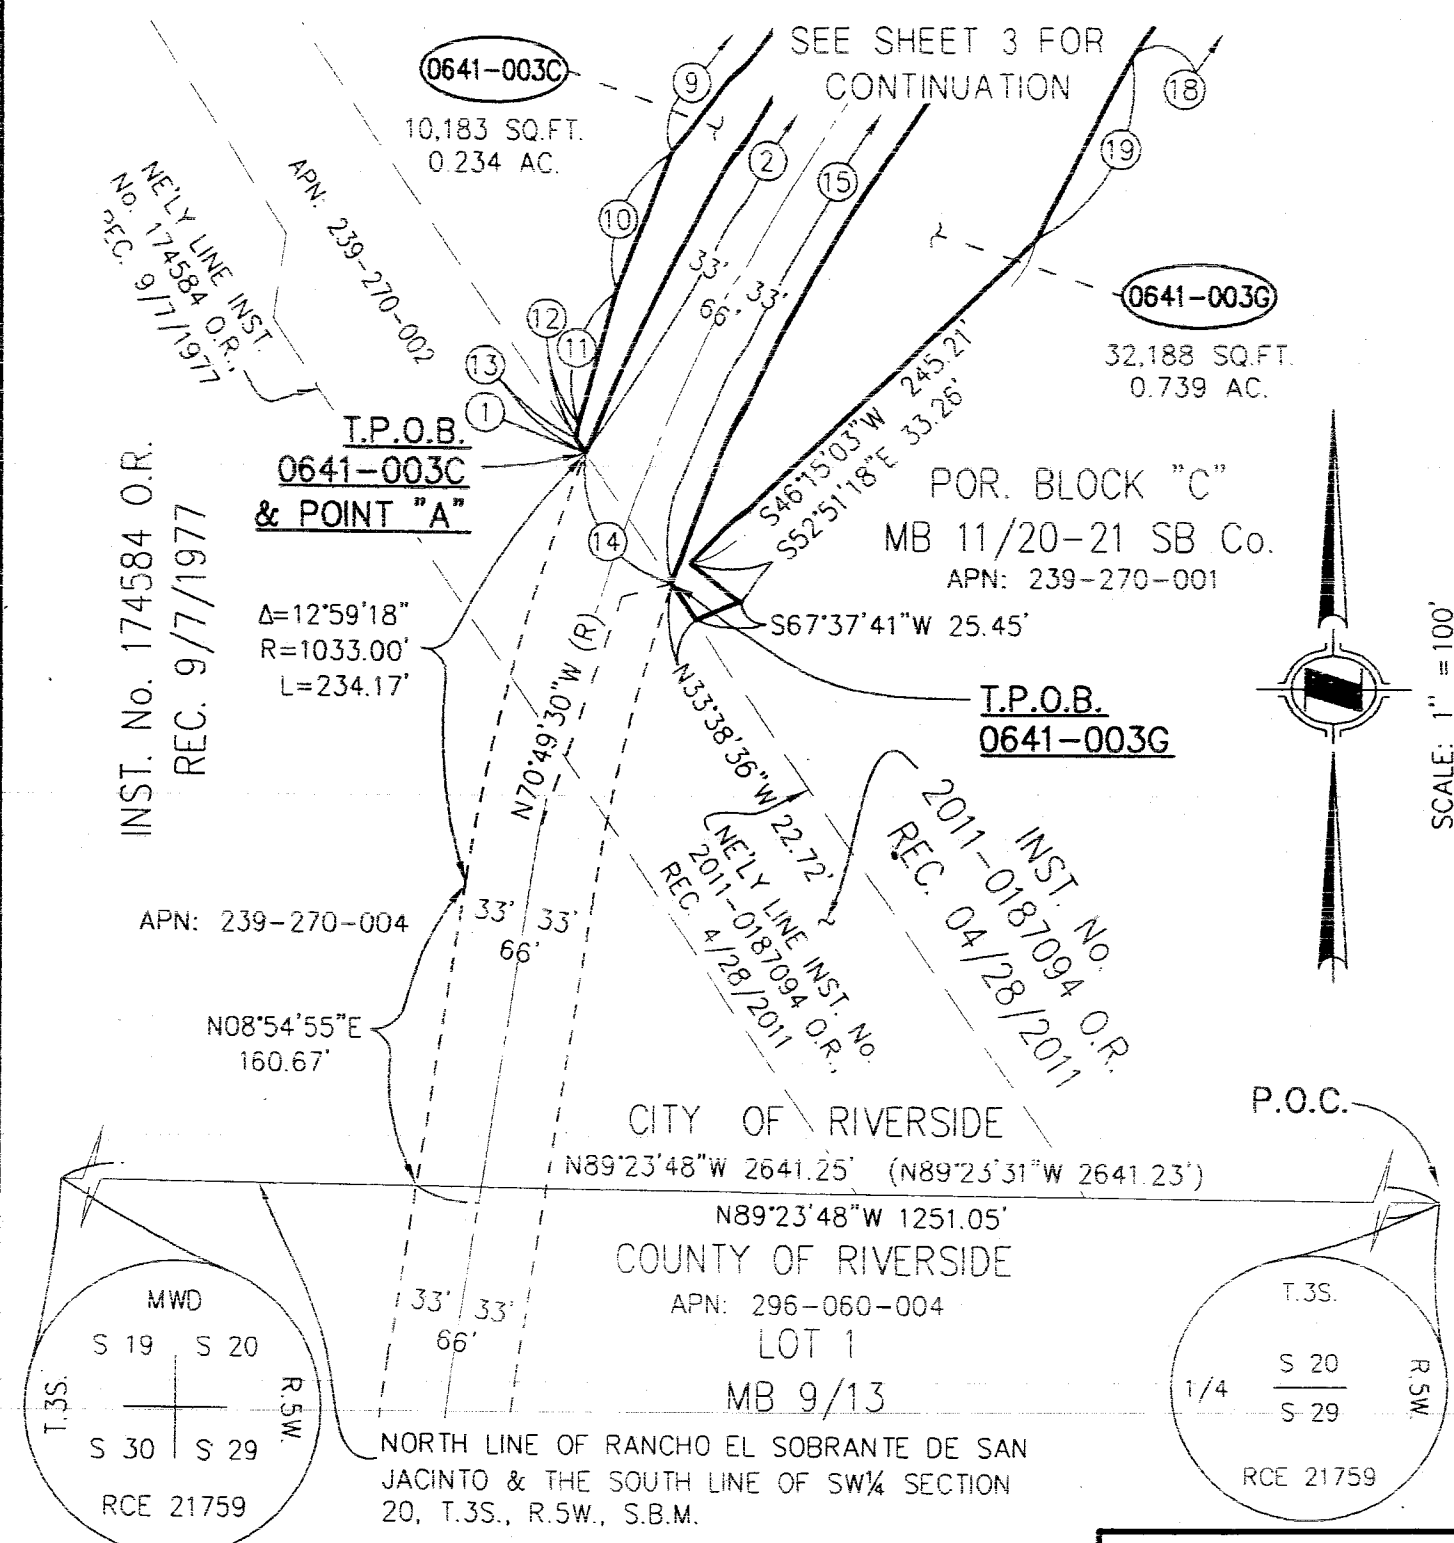 SEE SHEET 3 FOR
CONTINUATION
0641-003C
10,183 SQ.FT.
0.234 AC.
9
2
15
18
19
10
12
11
13
1
APN: 239-270-002
NE'LY LINE INST.
No. 174584 O.R.,
REC. 9/7/1977
33'
33'
66'
0641-003G
32,188 SQ.FT.
0.739 AC.
T.P.O.B.
0641-003C
& POINT "A"
S46°15'03"W 245.21'
S52°51'18"E 33.26'
POR. BLOCK "C"
MB 11/20-21 SB Co.
APN: 239-270-001
INST. No. 174584 O.R.
REC. 9/7/1977
14
Δ=12°59'18"
R=1033.00'
L=234.17'
S67°37'41"W 25.45'
N70°49'30"W (R)
N33°38'36"W 22.72'
T.P.O.B.
0641-003G
SCALE: 1" = 100'
INST. No.
2011-0187094 O.R.
REC. 04/28/2011
NE'LY LINE INST. No.
2011-0187094 O.R.,
REC. 4/28/2011
APN: 239-270-004
33'
33'
66'
N08°54'55"E
160.67'
P.O.C.
CITY OF RIVERSIDE
N89°23'48"W 2641.25' (N89°23'31"W 2641.23')
N89°23'48"W 1251.05'
COUNTY OF RIVERSIDE
APN: 296-060-004
LOT 1
MB 9/13
33'
33'
66'
MWD
S 19 S 20
T.3S.
R.5W.
S 30 S 29
RCE 21759
T.3S.
S 20
1/4
S 29
R.5W.
RCE 21759
NORTH LINE OF RANCHO EL SOBRANTE DE SAN
JACINTO & THE SOUTH LINE OF SW¼ SECTION
20, T.3S., R.5W., S.B.M.